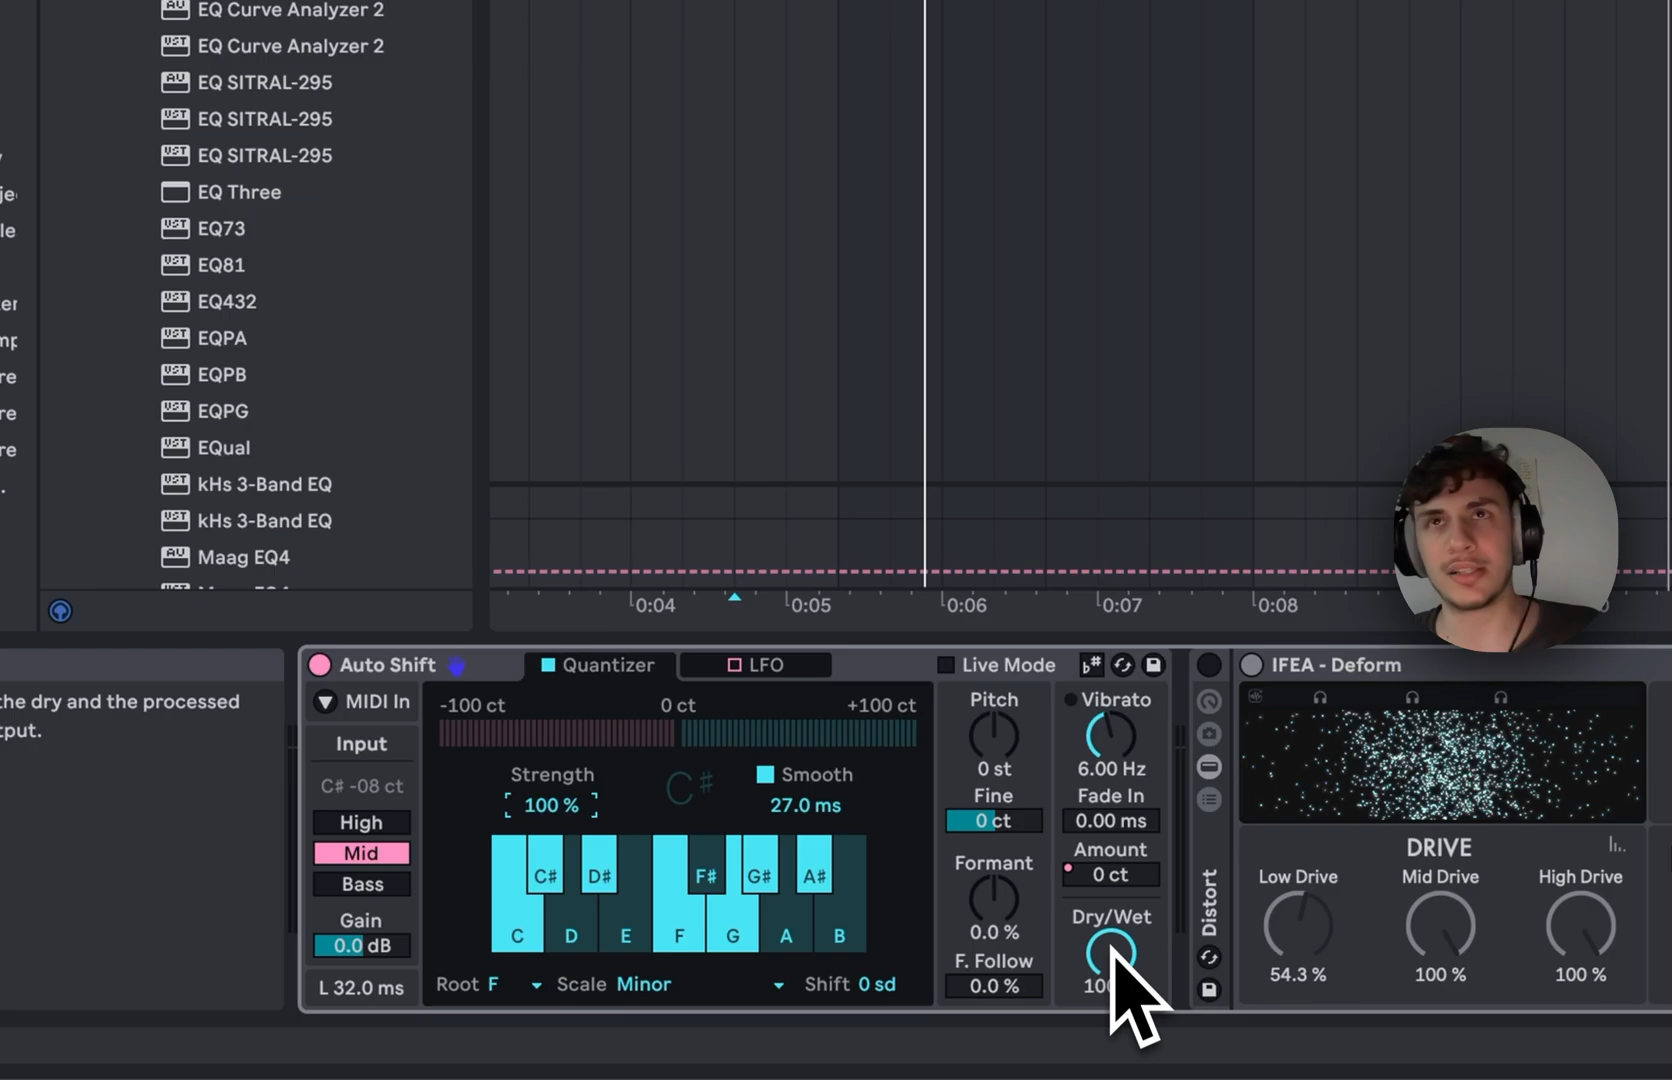 EQ Curve Analyzer 2
EQ Curve Analyzer 2
EQ SITRAL-295
EQ SITRAL-295
EQ SITRAL-295
EQ Three
EQ73
EQ81
EQ432
EQPA
EQPB
EQPG
EQual
kHs 3-Band EQ
kHs 3-Band EQ
Maag EQ4
0:04
0:05
0:06
0:07
0:08
the dry and the processed
Auto Shift
Quantizer
LFO
Live Mode
MIDI In
Input
C# -08 ct
High
Mid
Bass
Gain
0.0 dB
L 32.0 ms
-100 ct
0 ct
+100 ct
Strength
100 %
C♯
Smooth
27.0 ms
C# D# F# G# A#
C D E F G A B
Root F
Scale Minor
Shift 0 sd
Pitch
0 st
Fine
0 ct
Formant
0.0 %
F. Follow
0.0 %
Vibrato
6.00 Hz
Fade In
0.00 ms
Amount
0 ct
Dry/Wet
Distort
IFEA - Deform
DRIVE
Low Drive
Mid Drive
High Drive
54.3 %
100 %
100 %